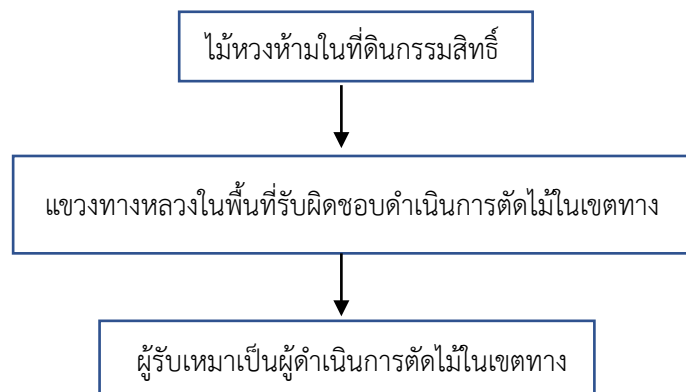 ไม้หวงห้ามในที่ดินกรรมสิทธิ์
แขวงทางหลวงในพื้นที่รับผิดชอบดำเนินการตัดไม้ในเขตทาง
ผู้รับเหมาเป็นผู้ดำเนินการตัดไม้ในเขตทาง